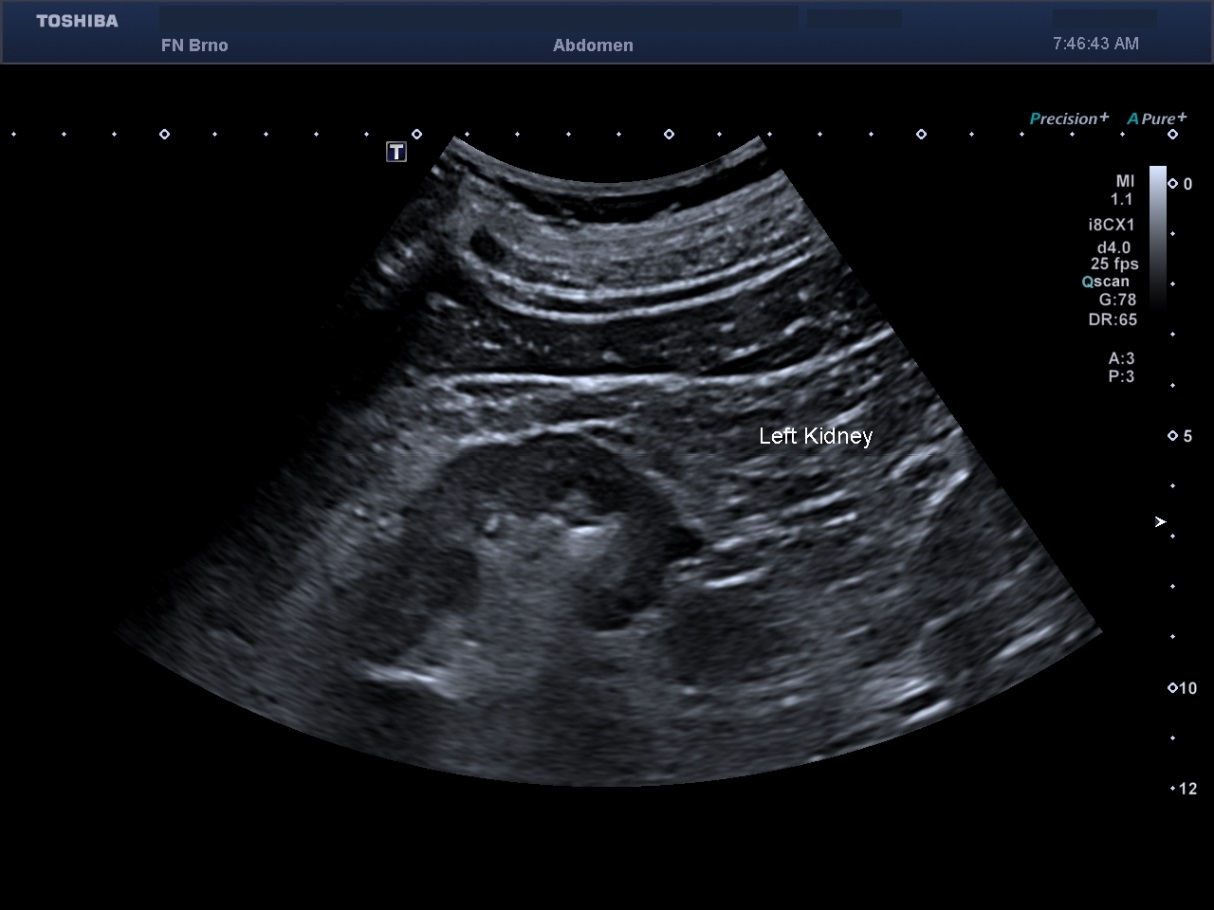 TOSHIBA
FN Brno Abdomen 7:46:43 AM
Precision+ A Pure+
T
MI
1.1
0
i8CX1
d4.0
25 fps
Qscan
G:78
DR:65
A:3
P:3
Left Kidney
5
10
12